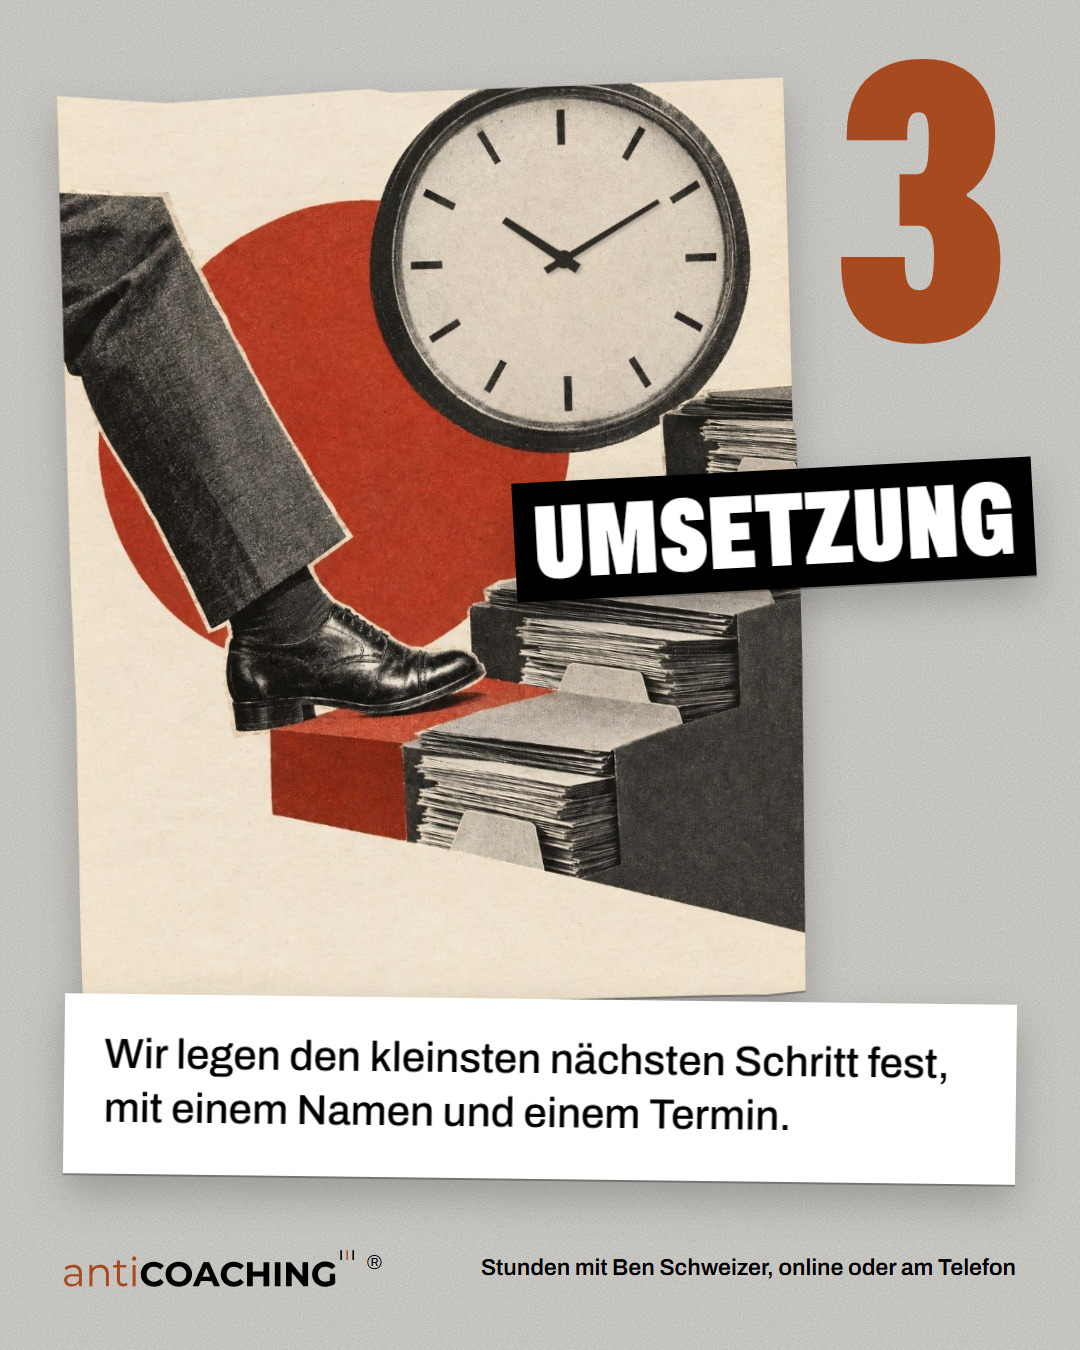 3
UMSETZUNG
Wir legen den kleinsten nächsten Schritt fest,
mit einem Namen und einem Termin.
antiCOACHING ®
Stunden mit Ben Schweizer, online oder am Telefon